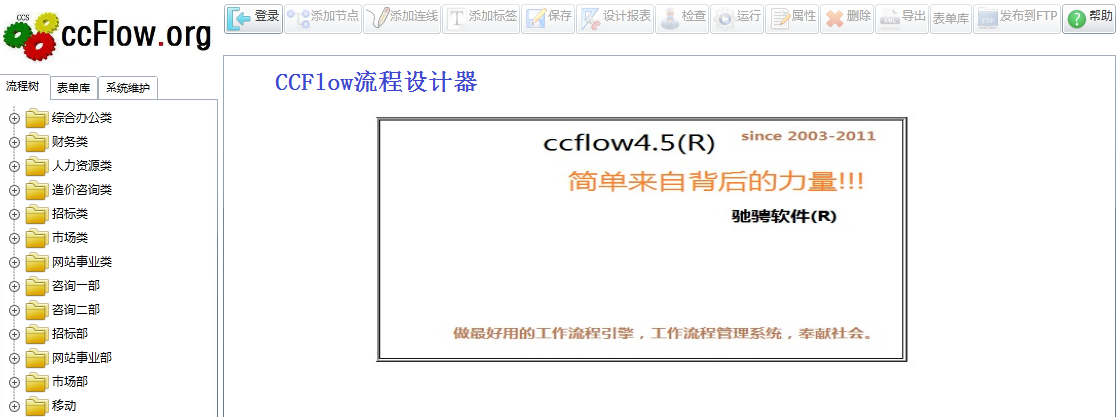 CCS
ccFlow.org
登录 添加节点 添加连线 添加标签 保存 设计报表 检查 运行 属性 删除 导出 表单库 发布到FTP 帮助
流程树 表单库 系统维护
综合办公类
财务类
人力资源类
造价咨询类
招标类
市场类
网站事业类
咨询一部
咨询二部
招标部
网站事业部
市场部
移动
CCFlow流程设计器
ccflow4.5(R) since 2003-2011
简单来自背后的力量!!!
驰骋软件(R)
做最好用的工作流程引擎，工作流程管理系统，奉献社会。